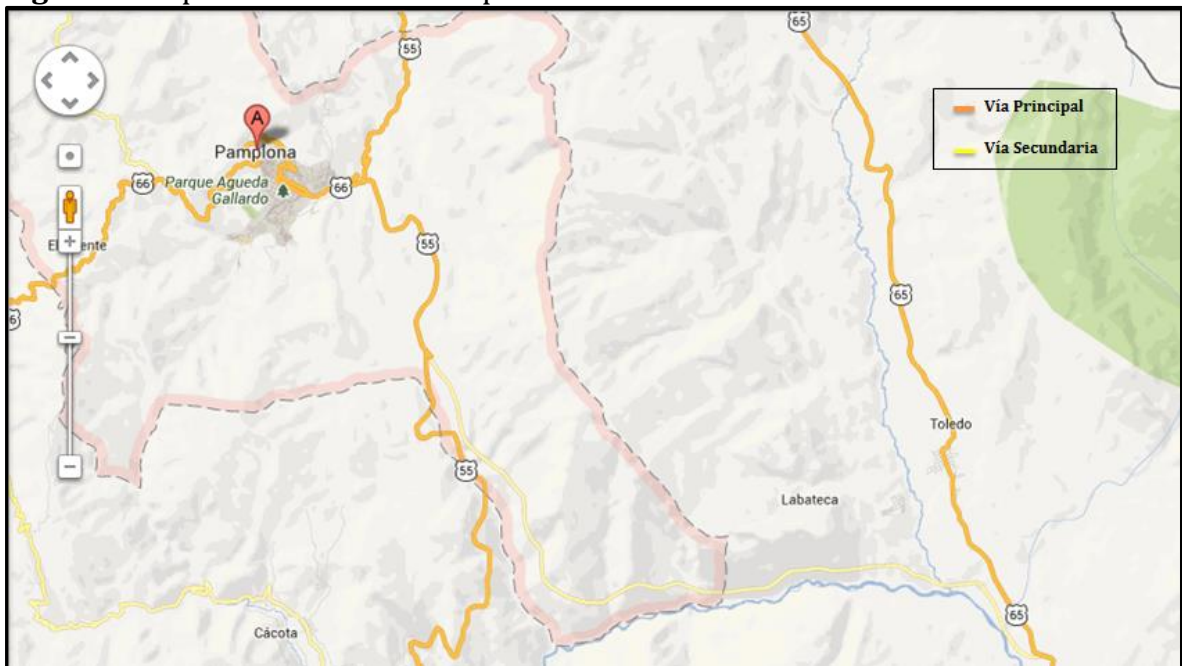 55
65
Vía Principal
A
Pamplona
Vía Secundaria
66
Parque Agueda
Gallardo
66
55
65
Toledo
55
Labateca
65
Cácota